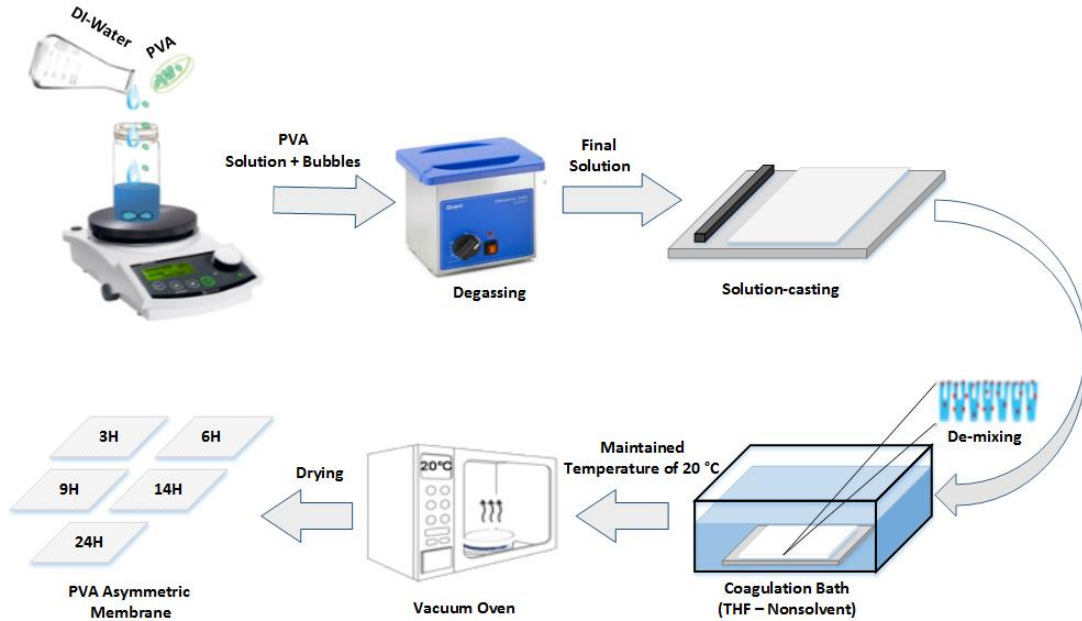 DI-Water
PVA
PVA
Solution + Bubbles
Final
Solution
Degassing
Solution-casting
De-mixing
Coagulation Bath
(THF – Nonsolvent)
Maintained
Temperature of 20 °C
20°C
Vacuum Oven
Drying
3H
6H
9H
14H
24H
PVA Asymmetric
Membrane